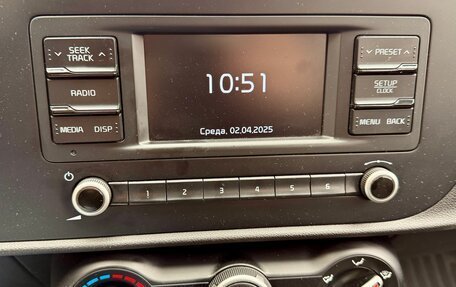 SEEK
TRACK
RADIO
MEDIA DISP
10:51
Среда, 02.04.2025
PRESET
SETUP
CLOCK
MENU BACK
1 2 3 4 5 6